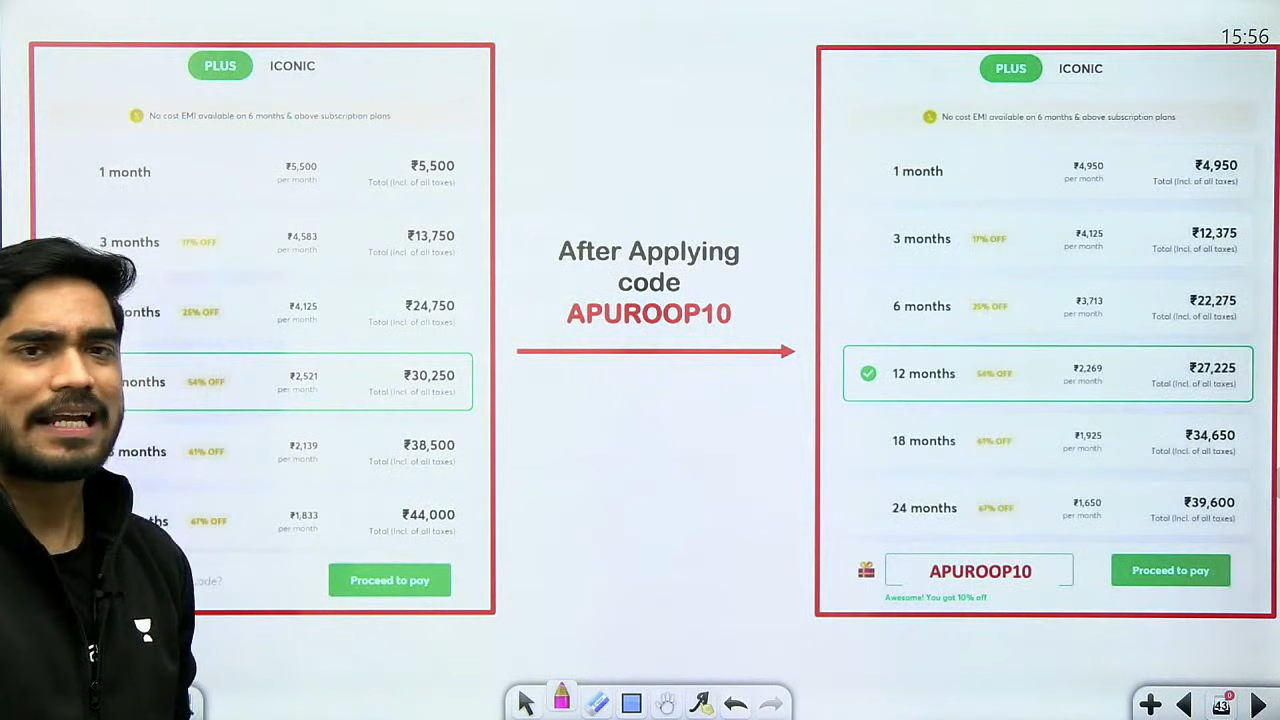 15:56
PLUS ICONIC
No cost EMI available on 6 months & above subscription plans
1 month ₹5,500 ₹5,500
per month Total (Incl. of all taxes)
3 months 17% OFF ₹4,583 ₹13,750
per month Total (Incl. of all taxes)
onths 25% OFF ₹4,125 ₹24,750
per month Total (Incl. of all taxes)
months 54% OFF ₹2,521 ₹30,250
per month Total (Incl. of all taxes)
months 61% OFF ₹2,139 ₹38,500
per month Total (Incl. of all taxes)
ths 67% OFF ₹1,833 ₹44,000
per month Total (Incl. of all taxes)
ode? Proceed to pay
After Applying
code
APUROOP10
PLUS ICONIC
No cost EMI available on 6 months & above subscription plans
1 month ₹4,950 ₹4,950
per month Total (Incl. of all taxes)
3 months 17% OFF ₹4,125 ₹12,375
per month Total (Incl. of all taxes)
6 months 25% OFF ₹3,713 ₹22,275
per month Total (Incl. of all taxes)
12 months 54% OFF ₹2,269 ₹27,225
per month Total (Incl. of all taxes)
18 months 61% OFF ₹1,925 ₹34,650
per month Total (Incl. of all taxes)
24 months 67% OFF ₹1,650 ₹39,600
per month Total (Incl. of all taxes)
APUROOP10 Proceed to pay
Awesome! You got 10% off
43
0